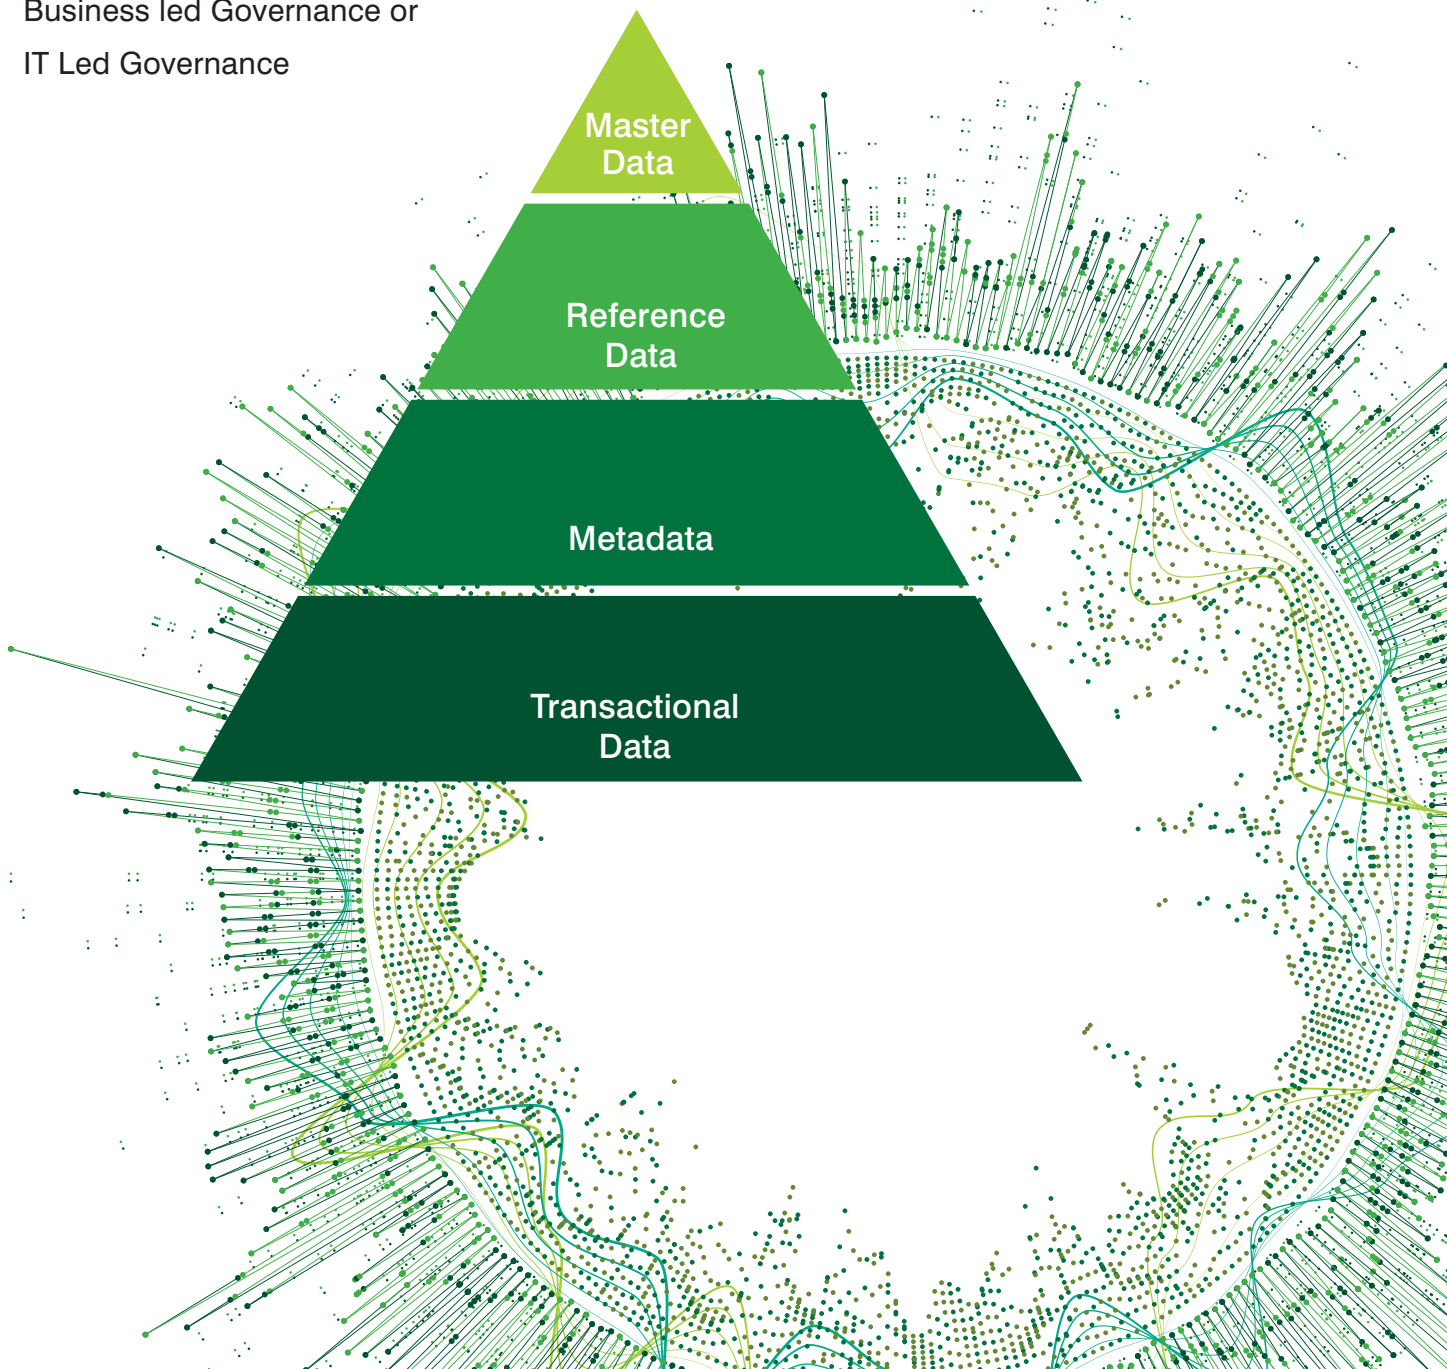 Business led Governance or
IT Led Governance
Master
Data
Reference
Data
Metadata
Transactional
Data